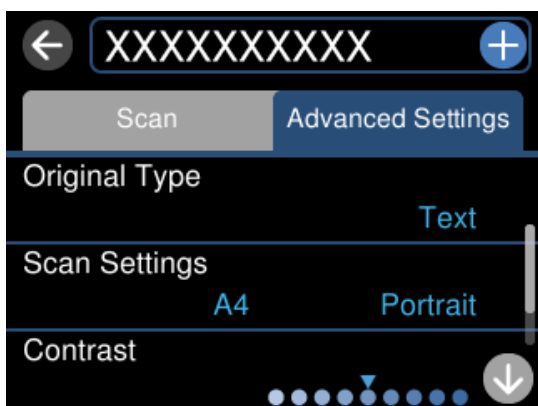 XXXXXXXXXX
Scan Advanced Settings
Original Type
Text
Scan Settings
A4 Portrait
Contrast